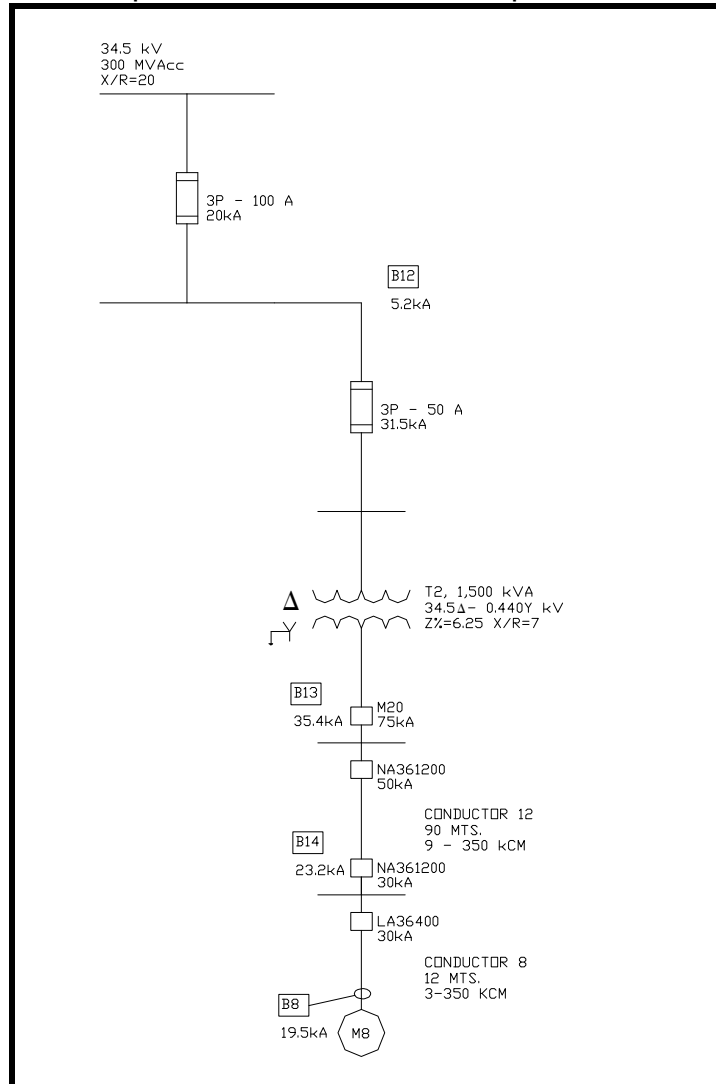 34.5 kV
300 MVAcc
X/R=20
3P - 100 A
20kA
B12
5.2kA
3P - 50 A
31.5kA
Δ
T2, 1,500 kVA
34.5Δ- 0.440Y kV
Z%=6.25 X/R=7
B13
35.4kA
M20
75kA
NA361200
50kA
CONDUCTOR 12
90 MTS.
9 - 350 kCM
B14
23.2kA
NA361200
30kA
LA36400
30kA
CONDUCTOR 8
12 MTS.
3-350 KCM
B8
19.5kA
M8